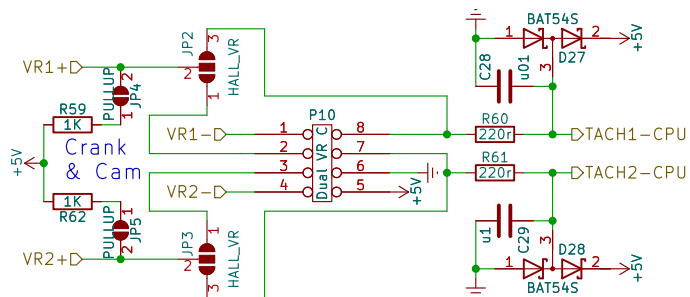 JP2
3
VR1+
2
HALL_VR
1
PULLUP
2
JP4
1
R59
1K
+5V
Crank
& Cam
R62
1K
PULLUP
1
JP5
2
VR2+
JP3
1
2
HALL_VR
3
P10
VR1-
1
2
3
4
VR2-
Dual VR C
8
7
6
5
+5V
R60
220r
R61
220r
1
BAT54S
2
+5V
D27
3
C28
u01
TACH1-CPU
TACH2-CPU
u1
C29
3
D28
1
2
+5V
BAT54S